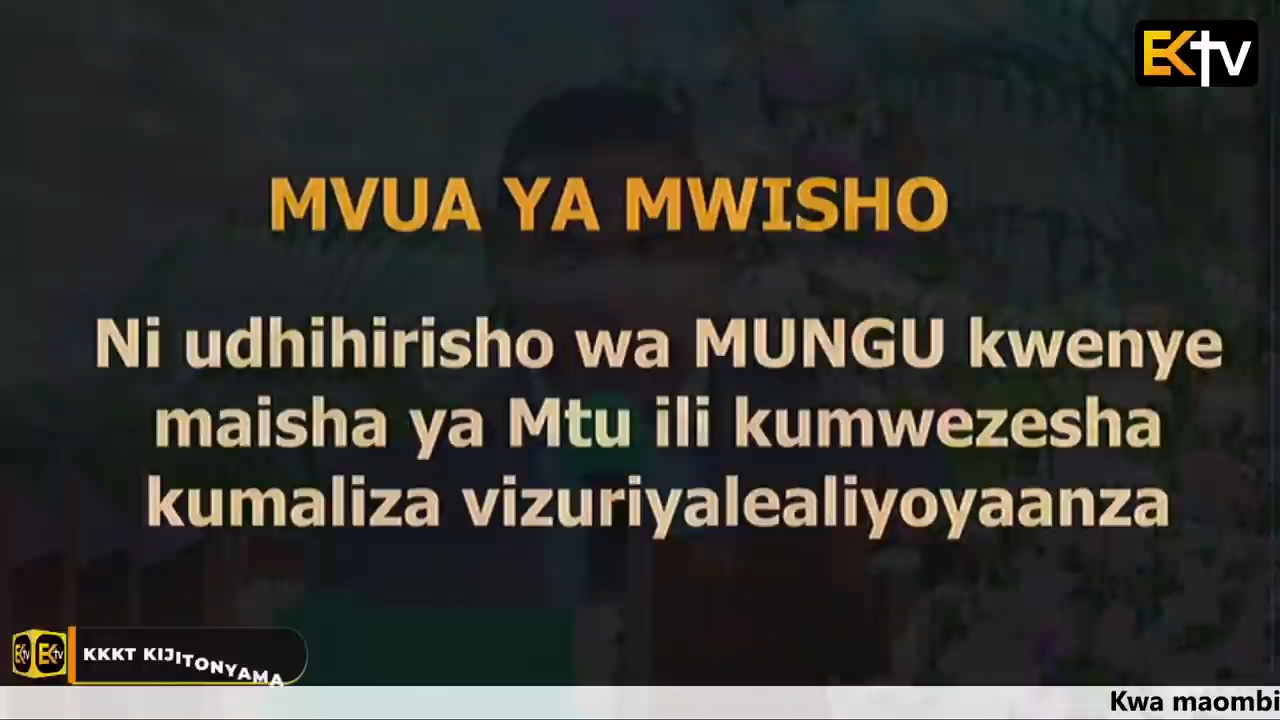 EKTV
MVUA YA MWISHO
Ni udhihirisho wa MUNGU kwenye
maisha ya Mtu ili kumwezesha
kumaliza vizuriyalealiyoyaanza
EKtv EKtv KKKT KIJITONYAMA
Kwa maombi